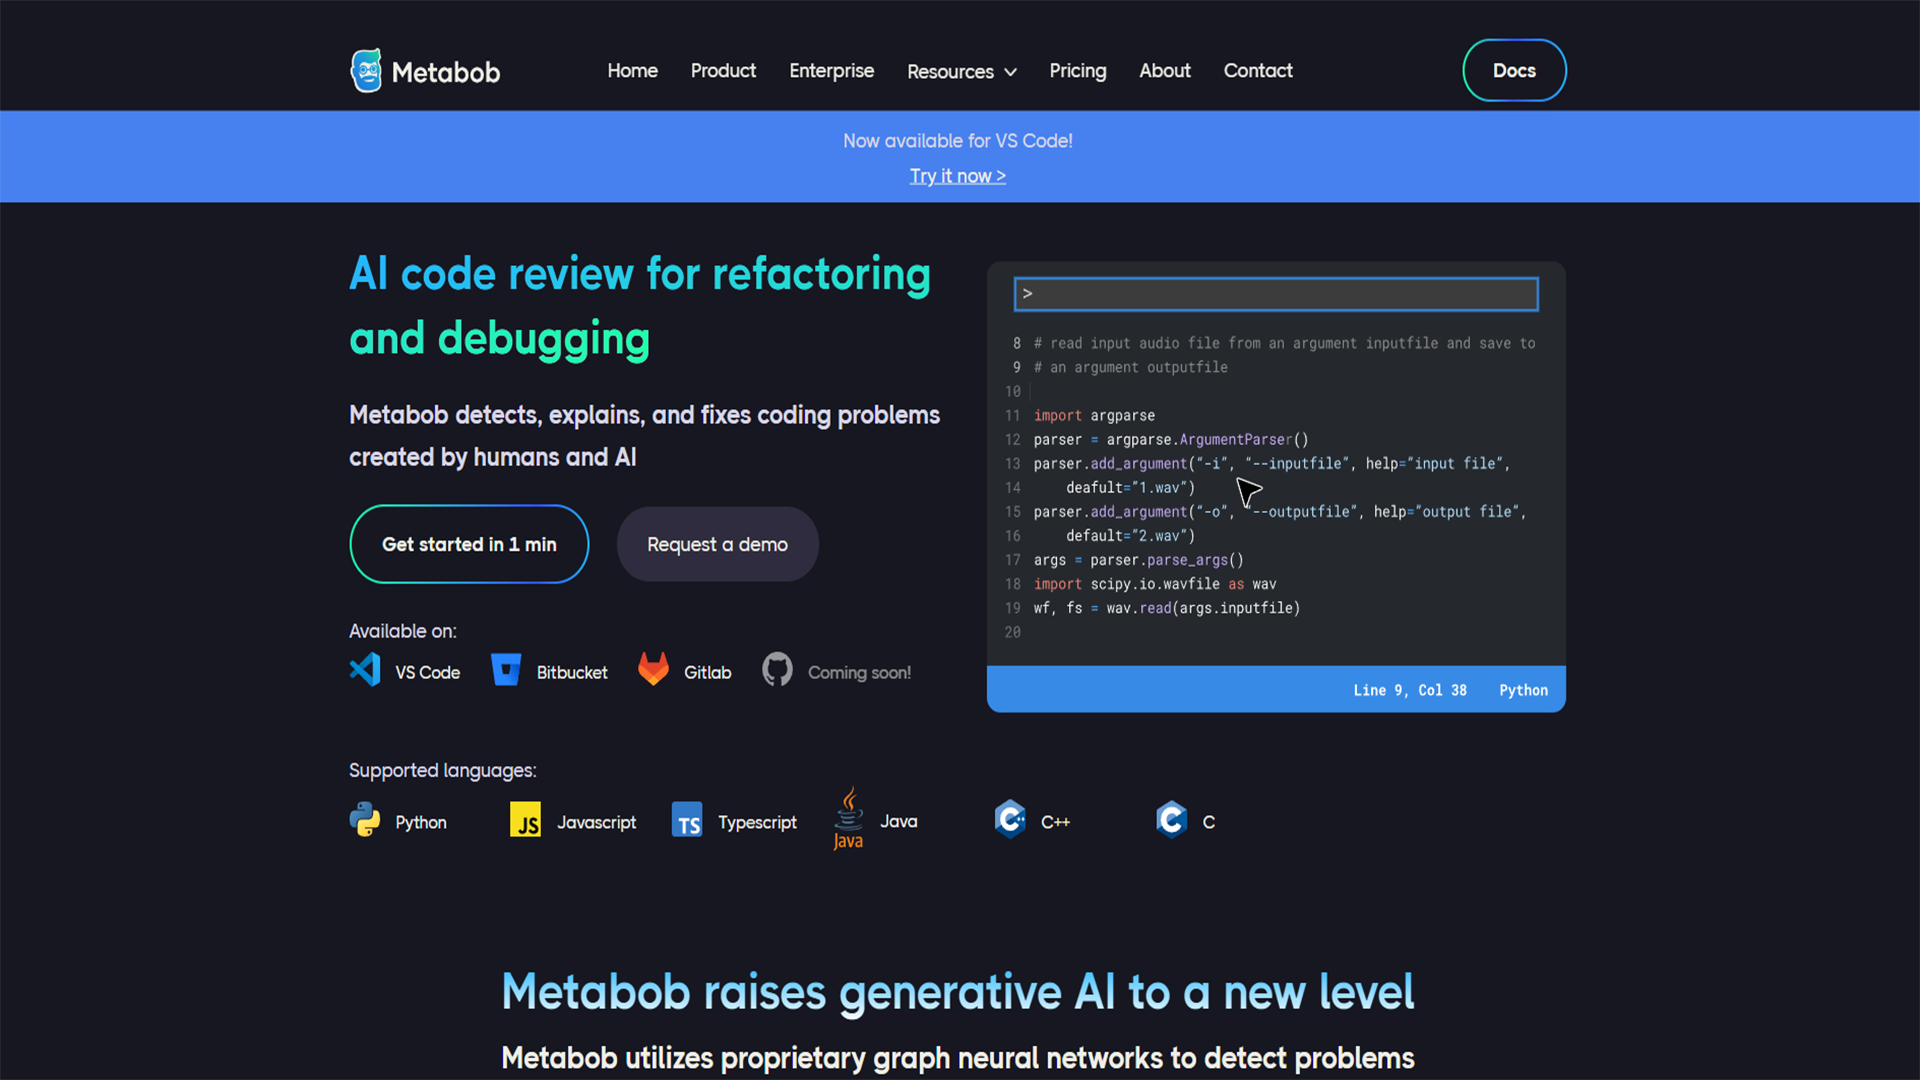 Metabob
Home Product Enterprise Resources Pricing About Contact
Docs
Now available for VS Code!
Try it now >
AI code review for refactoring
and debugging
Metabob detects, explains, and fixes coding problems
created by humans and AI
Get started in 1 min
Request a demo
Available on:
VS Code Bitbucket Gitlab Coming soon!
>
8 # read input audio file from an argument inputfile and save to
9 # an argument outputfile
10
11 import argparse
12 parser = argparse.ArgumentParser()
13 parser.add_argument("-i", "--inputfile", help="input file",
14 deafult="1.wav")
15 parser.add_argument("-o", "--outputfile", help="output file",
16 default="2.wav")
17 args = parser.parse_args()
18 import scipy.io.wavfile as wav
19 wf, fs = wav.read(args.inputfile)
20
Line 9, Col 38 Python
Supported languages:
Python
JS Javascript
TS Typescript
Java Java
C++ C++
C C
Metabob raises generative AI to a new level
Metabob utilizes proprietary graph neural networks to detect problems